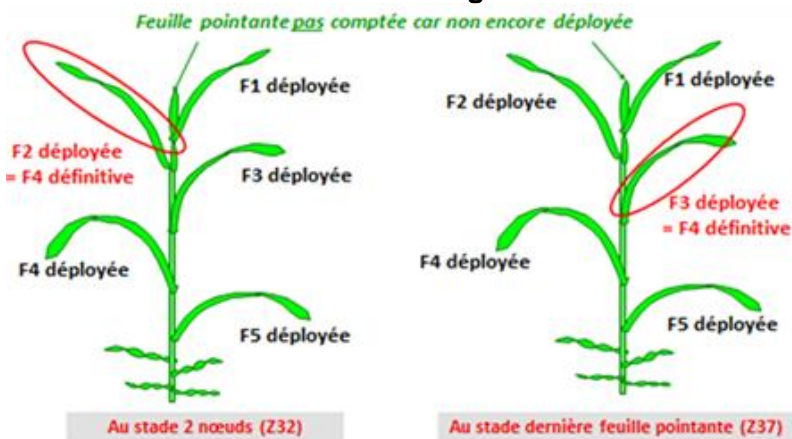 Feuille pointante pas comptée car non encore déployée
F1 déployée
F2 déployée
= F4 définitive
F3 déployée
F4 déployée
F5 déployée
Au stade 2 nœuds (Z32)
F1 déployée
F2 déployée
F3 déployée
= F4 définitive
F4 déployée
F5 déployée
Au stade dernière feuille pointante (Z37)